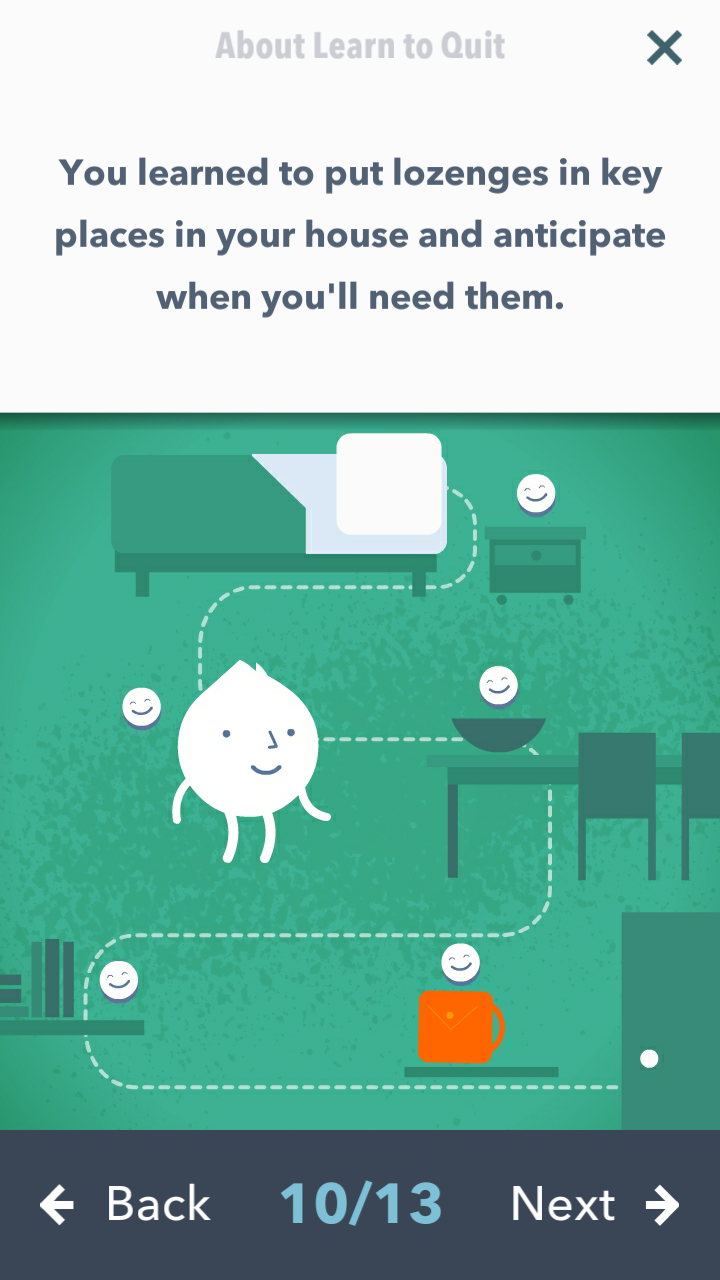 About Learn to Quit
You learned to put lozenges in key
places in your house and anticipate
when you'll need them.
Back 10/13 Next